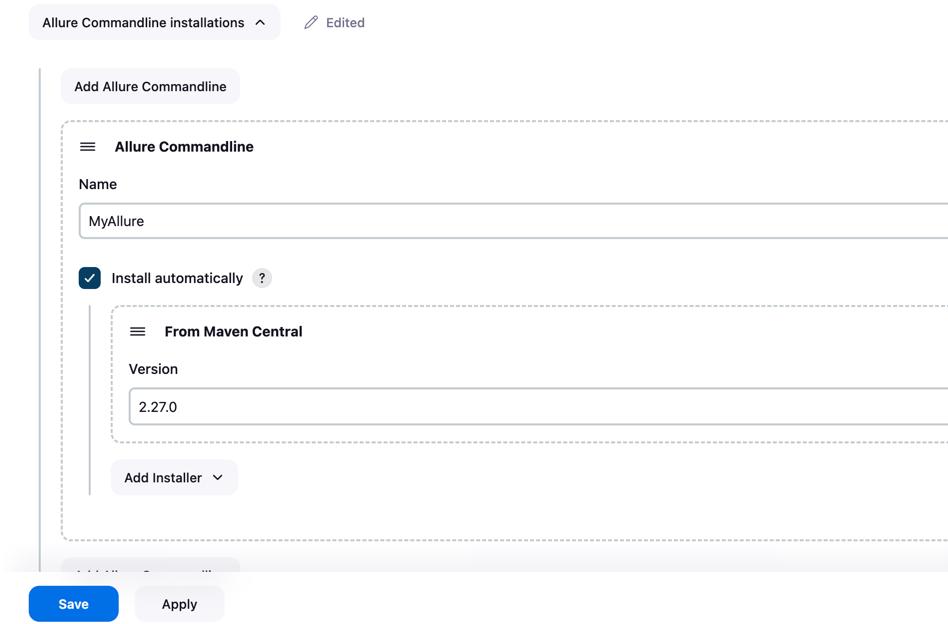 Allure Commandline installations
Edited
Add Allure Commandline
Allure Commandline
Name
MyAllure
Install automatically ?
From Maven Central
Version
2.27.0
Add Installer
Save
Apply